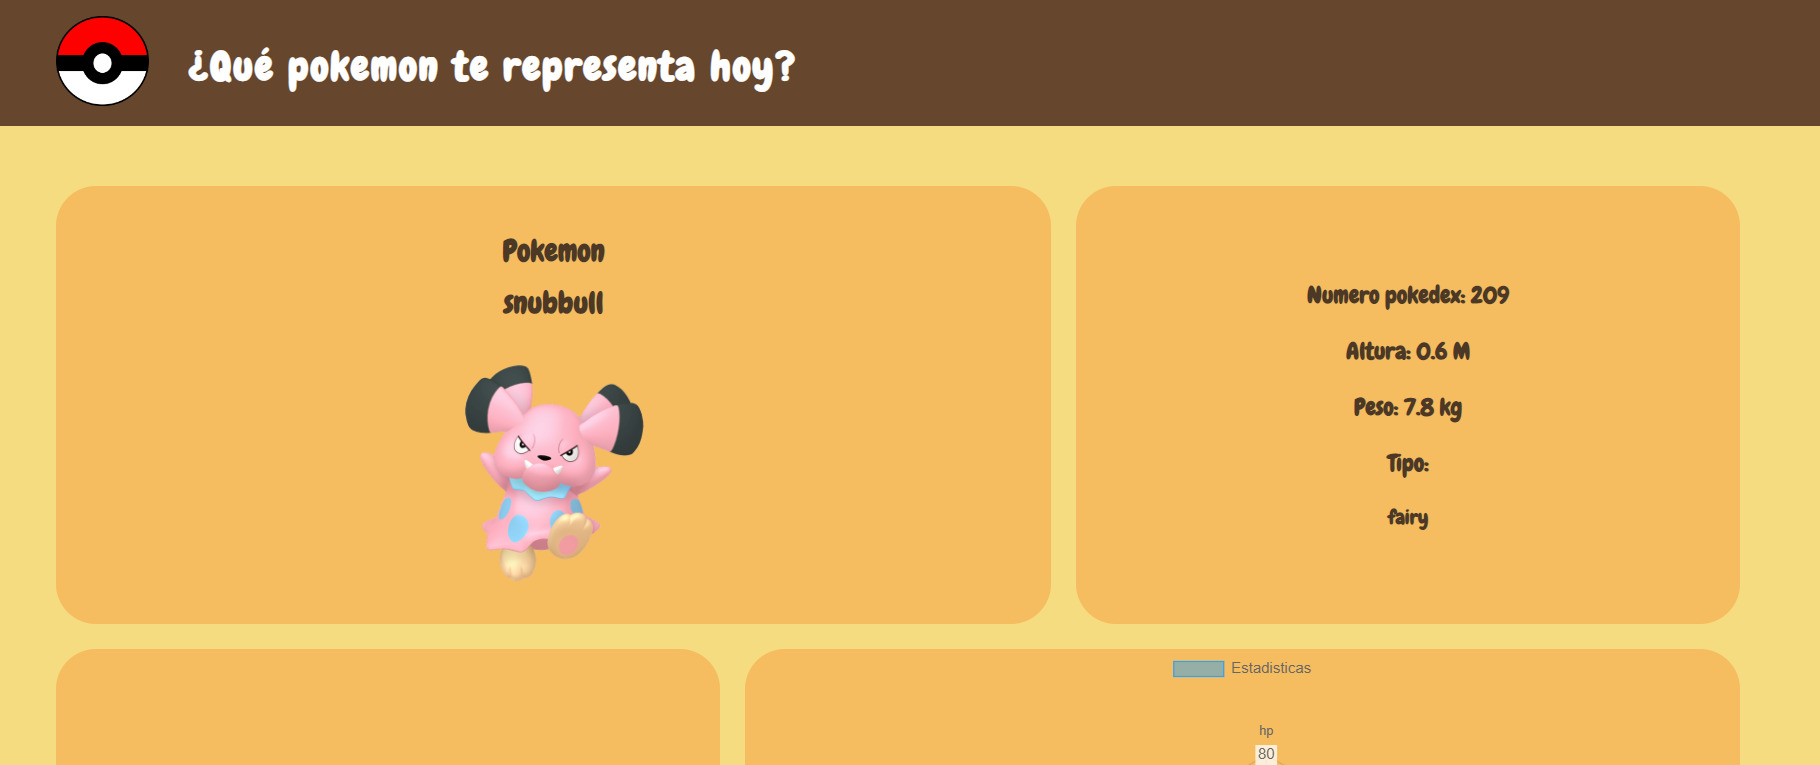 ¿Qué pokemon te representa hoy?
Pokemon
snubbull
Numero pokedex: 209
Altura: 0.6 M
Peso: 7.8 kg
Tipo:
fairy
Estadisticas
hp
80